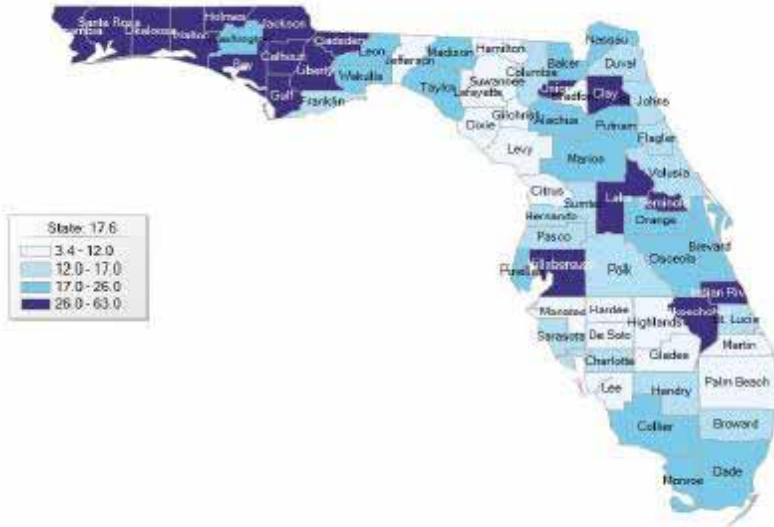 Holmes
Santa Rosa
Jackson
Okaloosa
Walton
Gadsden
Nassau
Leon
Madison
Hamilton
Jefferson
Baker
Duval
Calhoun
Bay
Liberty
Wakulla
Suwannee
Columbia
Taylor
Lafayette
Bradford
Clay
Gulf
Franklin
Johns
Gilchrist
Alachua
Putnam
Dixie
Flagler
Levy
Marion
Volusia
Citrus
Sumter
Lake
Seminole
State: 17.6
Hernando
Orange
3.4 - 12.0
Pasco
Brevard
12.0 - 17.0
Osceola
17.0 - 26.0
Pinellas
Hillsborough
Polk
26.0 - 63.0
Indian Riv
Manatee
Hardee
Highlands
St. Lucie
Sarasota
De Soto
Martin
Charlotte
Glades
Lee
Hendry
Palm Beach
Collier
Broward
Dade
Monroe